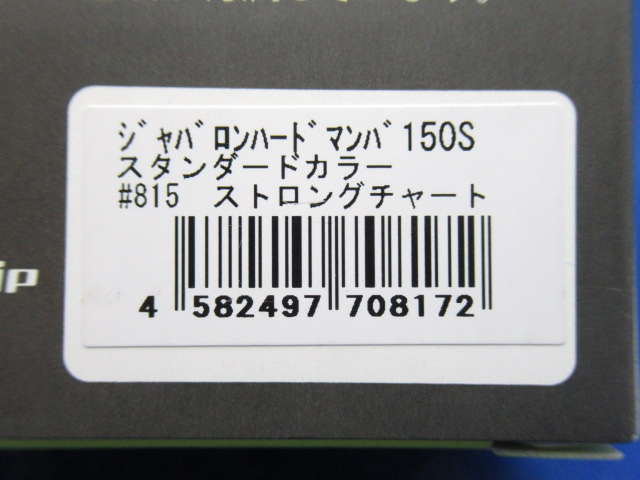 ｼﾞｬﾊﾞﾛﾝﾊｰﾄﾞﾏﾝﾊﾞ150S
スタンダードカラー
#815　ストロングチャート
4 582497 708172